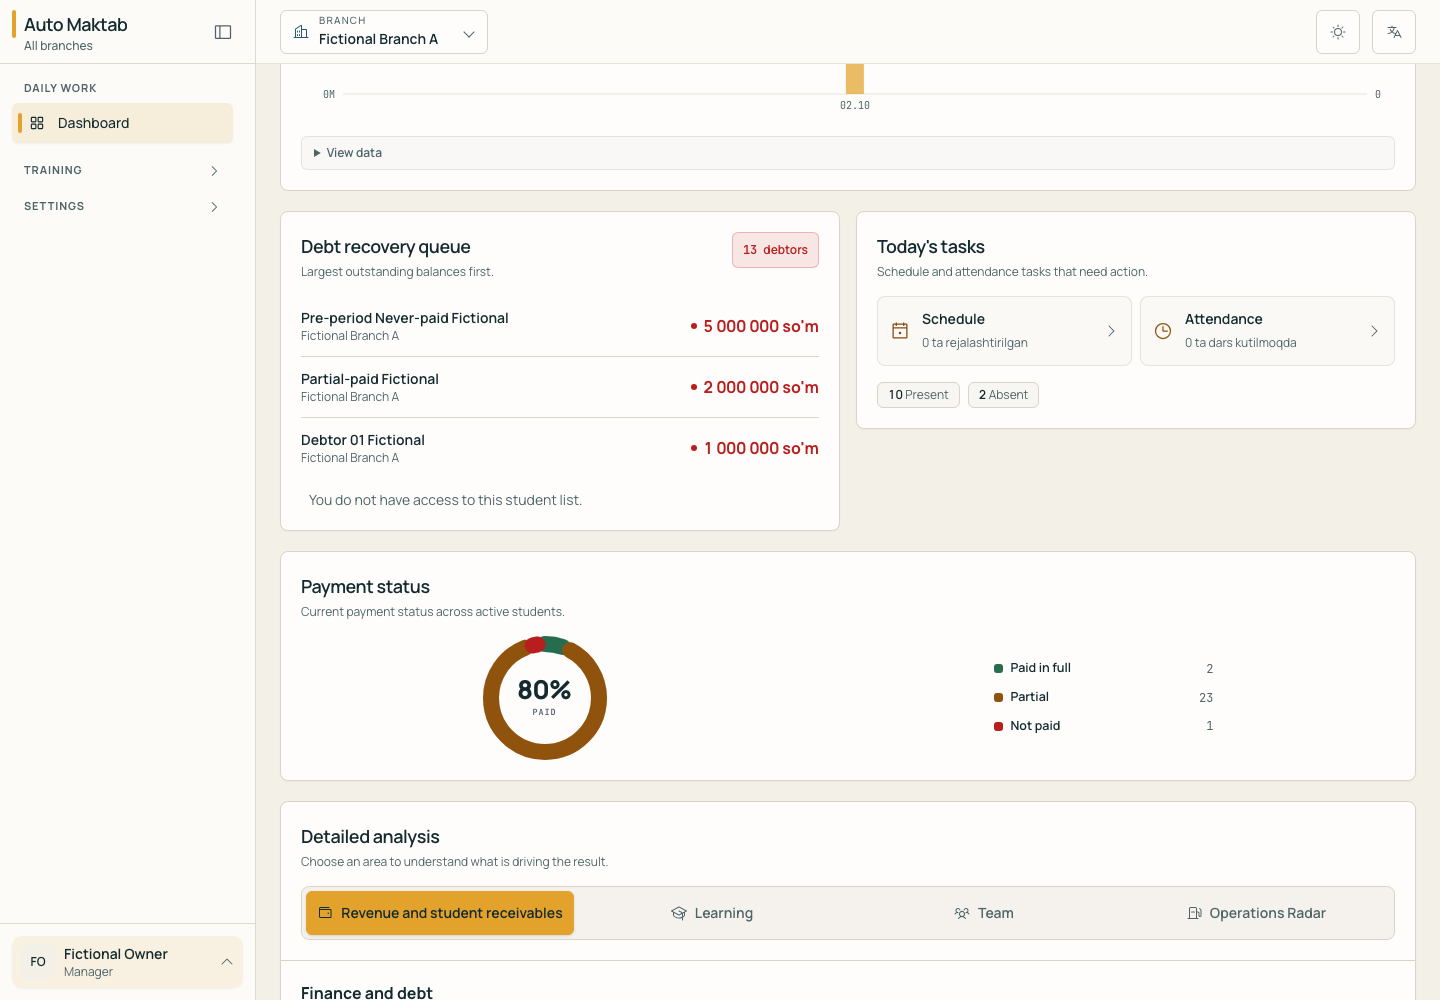 Auto Maktab
All branches
BRANCH
Fictional Branch A
DAILY WORK
Dashboard
TRAINING
SETTINGS
0M
0
02.10
View data
Debt recovery queue
13 debtors
Largest outstanding balances first.
Pre-period Never-paid Fictional
Fictional Branch A
5 000 000 so'm
Partial-paid Fictional
Fictional Branch A
2 000 000 so'm
Debtor 01 Fictional
Fictional Branch A
1 000 000 so'm
You do not have access to this student list.
Today's tasks
Schedule and attendance tasks that need action.
Schedule
0 ta rejalashtirilgan
Attendance
0 ta dars kutilmoqda
10 Present
2 Absent
Payment status
Current payment status across active students.
80%
PAID
Paid in full 2
Partial 23
Not paid 1
Detailed analysis
Choose an area to understand what is driving the result.
Revenue and student receivables
Learning
Team
Operations Radar
Finance and debt
FO
Fictional Owner
Manager